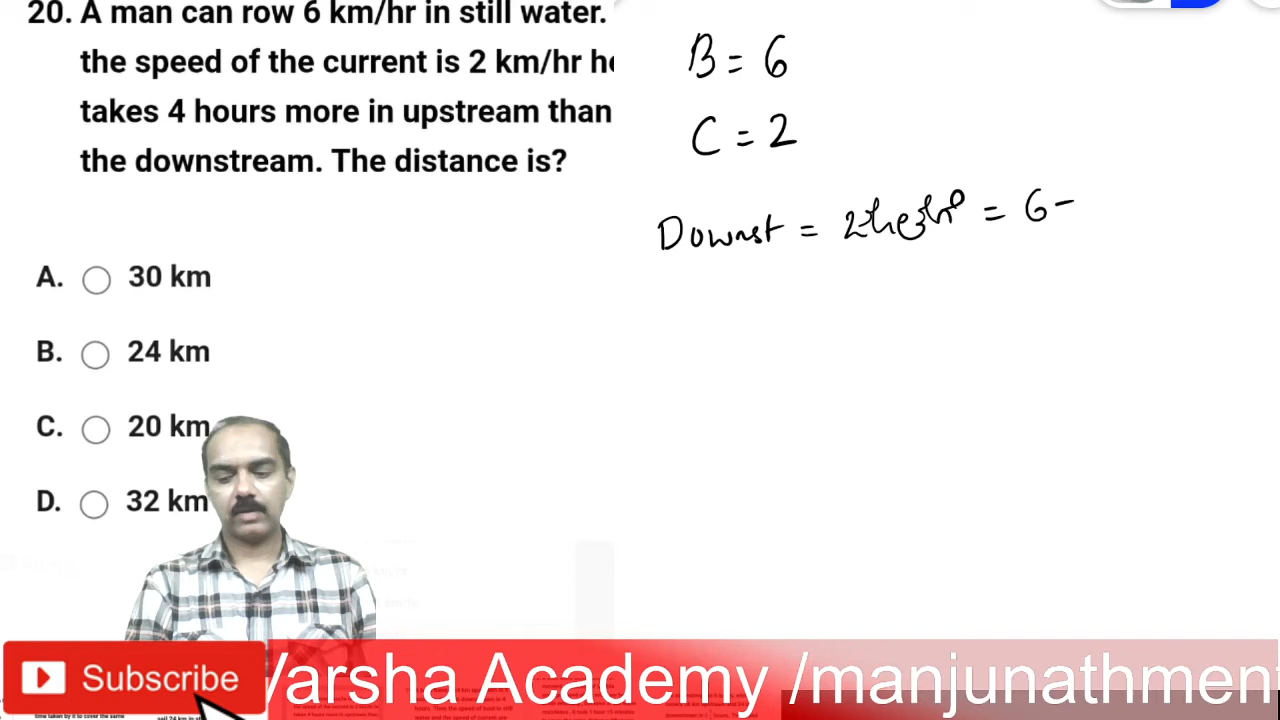 20. A man can row 6 km/hr in still water.
the speed of the current is 2 km/hr he
takes 4 hours more in upstream than
the downstream. The distance is?
A. 30 km
B. 24 km
C. 20 km
D. 32 km
B = 6
C = 2
Downst = = 6 -
Subscribe
Varsha Academy /manjunathmen